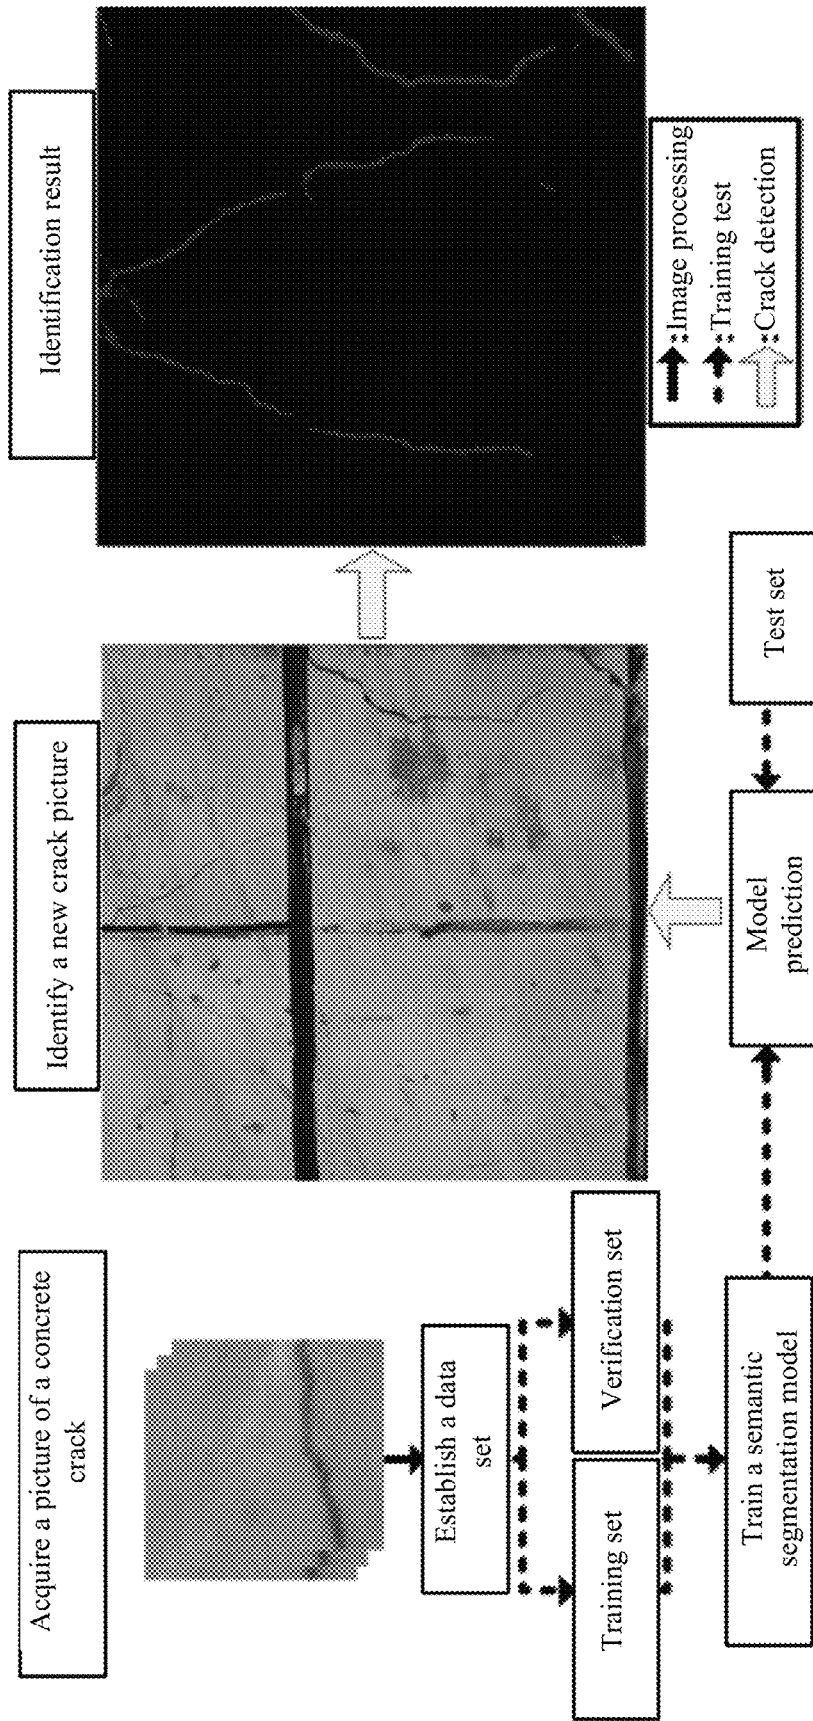 Acquire a picture of a concrete
crack
Establish a data
set
Training set
Verification set
Train a semantic
segmentation model
Identify a new crack picture
Model
prediction
Test set
Identification result
:Image processing
:Training test
:Crack detection